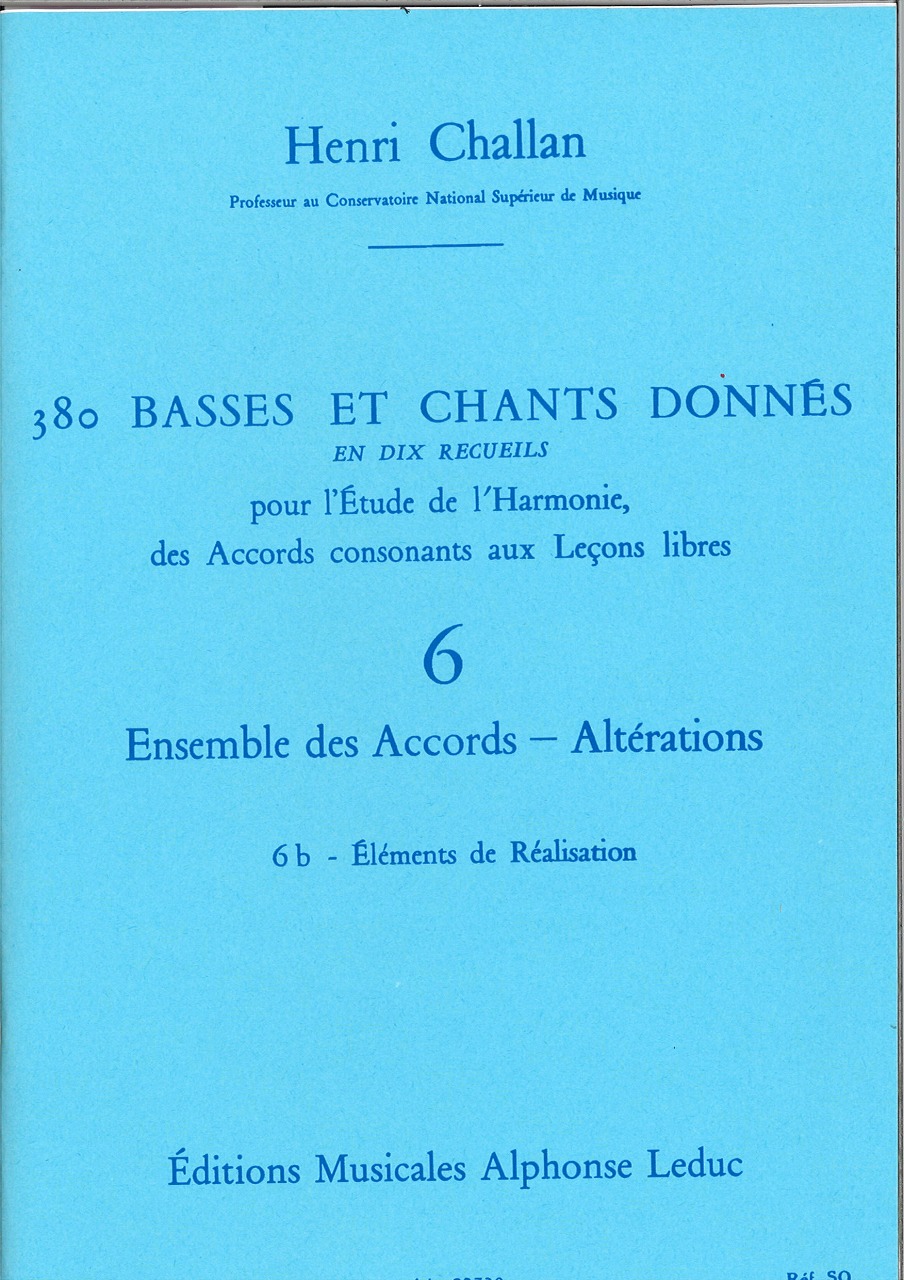 Henri Challan
Professeur au Conservatoire National Supérieur de Musique
380 BASSES ET CHANTS DONNÉS
EN DIX RECUEILS
pour l'Étude de l'Harmonie,
des Accords consonants aux Leçons libres
6
Ensemble des Accords — Altérations
6 b - Éléments de Réalisation
Éditions Musicales Alphonse Leduc
Réf. SO